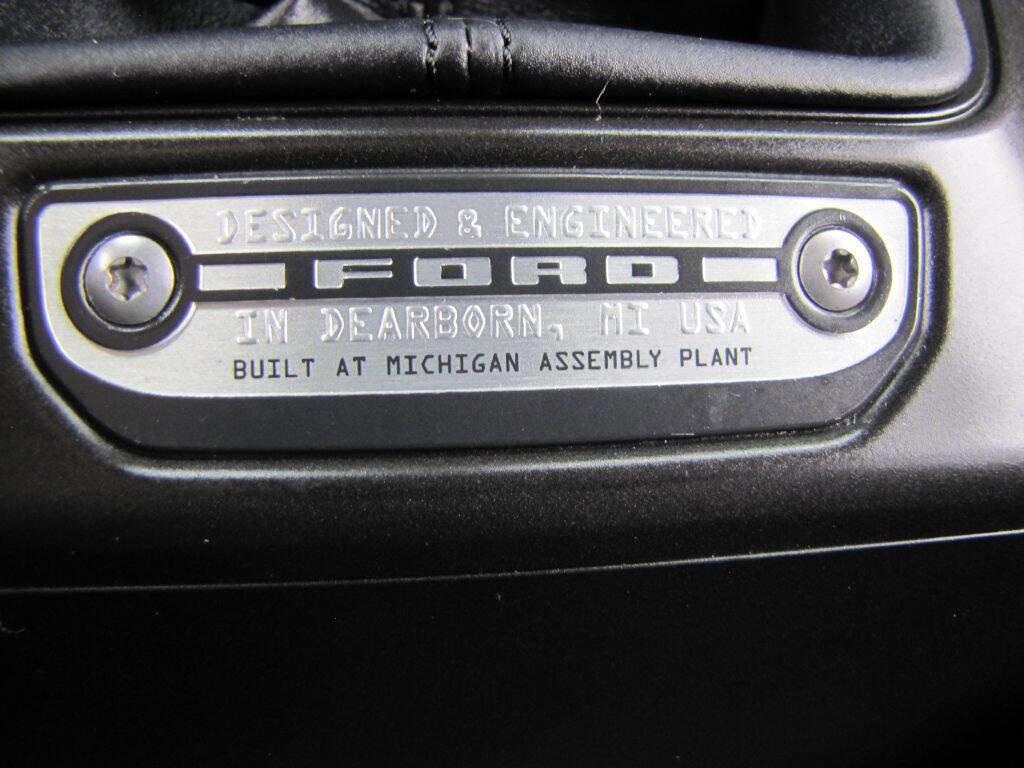 DESIGNED & ENGINEERED
FORD
IN DEARBORN, MI USA
BUILT AT MICHIGAN ASSEMBLY PLANT